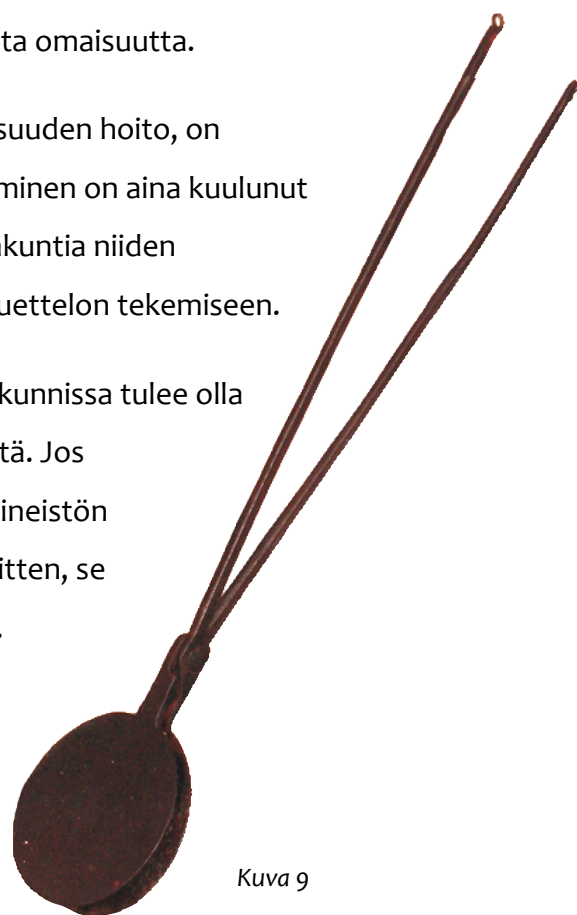 ta omaisuutta.
suuden hoito, on
minen on aina kuulunut
akuntia niiden
uettelon tekemiseen.
kunnissa tulee olla
tä. Jos
ineistön
itten, se
.
Kuva 9